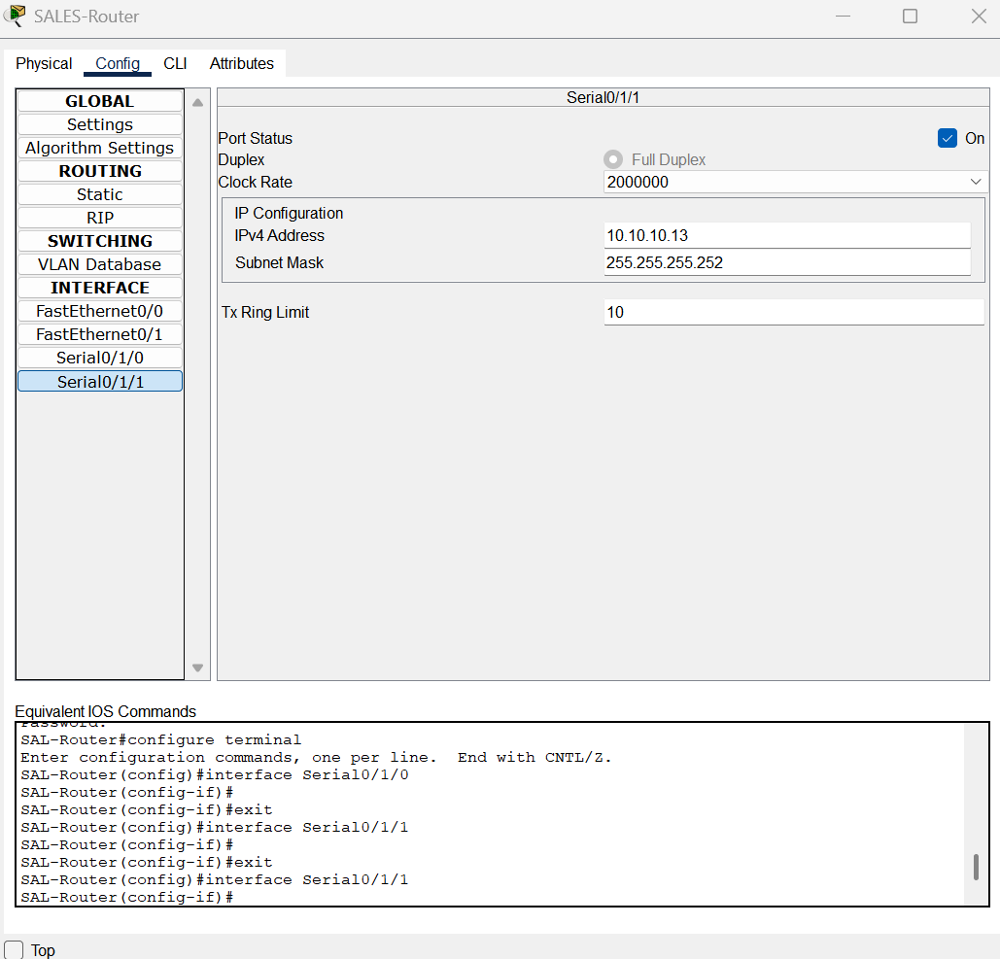 SALES-Router
Physical Config CLI Attributes
GLOBAL
Settings
Algorithm Settings
ROUTING
Static
RIP
SWITCHING
VLAN Database
INTERFACE
FastEthernet0/0
FastEthernet0/1
Serial0/1/0
Serial0/1/1
Serial0/1/1
Port Status On
Duplex Full Duplex
Clock Rate 2000000
IP Configuration
IPv4 Address 10.10.10.13
Subnet Mask 255.255.255.252
Tx Ring Limit 10
Equivalent IOS Commands
Password:
SAL-Router#configure terminal
Enter configuration commands, one per line.  End with CNTL/Z.
SAL-Router(config)#interface Serial0/1/0
SAL-Router(config-if)#
SAL-Router(config-if)#exit
SAL-Router(config)#interface Serial0/1/1
SAL-Router(config-if)#
SAL-Router(config-if)#exit
SAL-Router(config)#interface Serial0/1/1
SAL-Router(config-if)#
Top